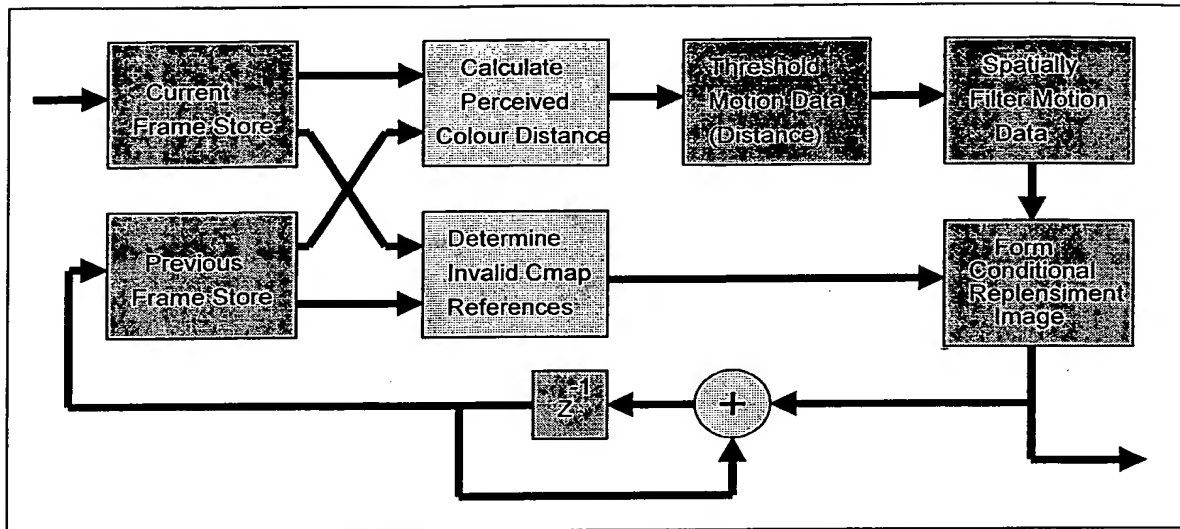 Current
Frame Store
Calculate
Perceived
Colour Distance
Threshold
Motion Data
(Distance)
Spatially
Filter Motion
Data
Previous
Frame Store
Determine
Invalid Cmap
References
Form
Conditional
Replensiment
Image
z-1
+